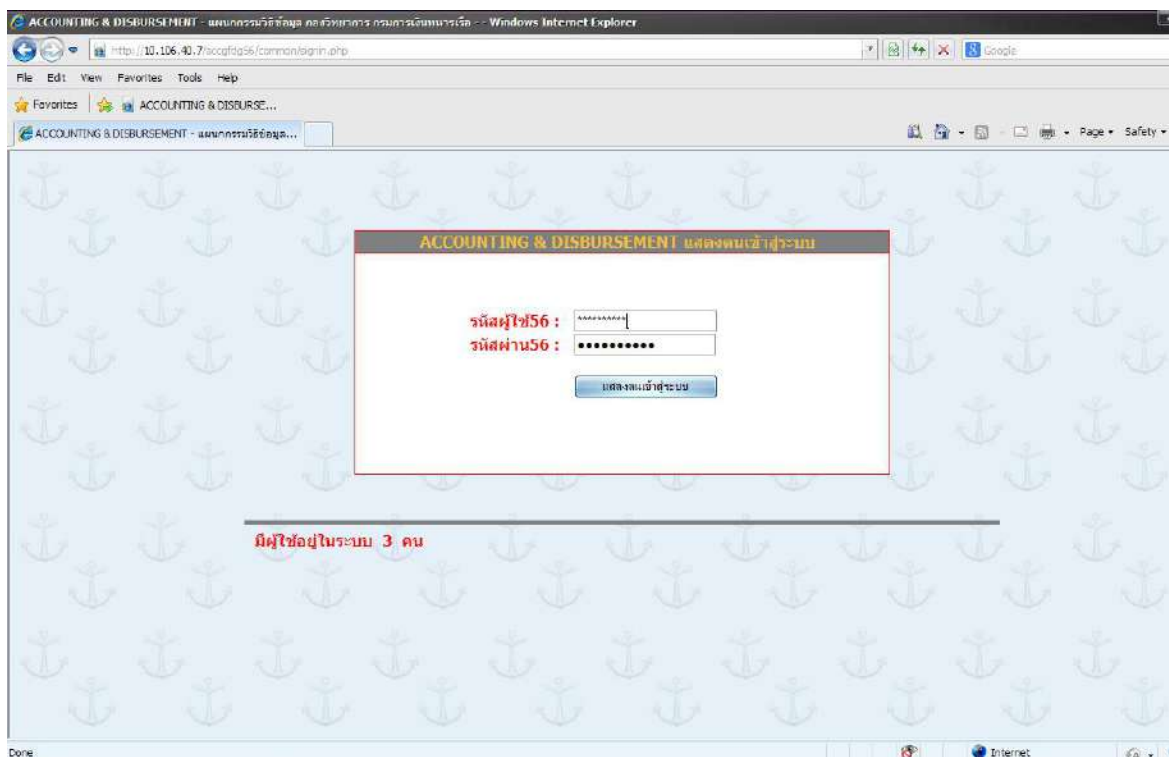 ACCOUNTING & DISBURSEMENT - แผนกกรรมวิธีข้อมูล กองวิทยาการ กรมการเงินทหารเรือ - - Windows Internet Explorer
http://10.106.40.7/accgfdg56/common/signin.php
Google
File Edit View Favorites Tools Help
Favorites ACCOUNTING & DISBURSE...
ACCOUNTING & DISBURSEMENT - แผนกกรรมวิธีข้อมูล... Page Safety
ACCOUNTING & DISBURSEMENT แสดงตนเข้าสู่ระบบ
รหัสผู้ใช้56 : **********
รหัสผ่าน56 : ●●●●●●●●●●
แสดงตนเข้าสู่ระบบ
มีผู้ใช้อยู่ในระบบ 3 คน
Done Internet